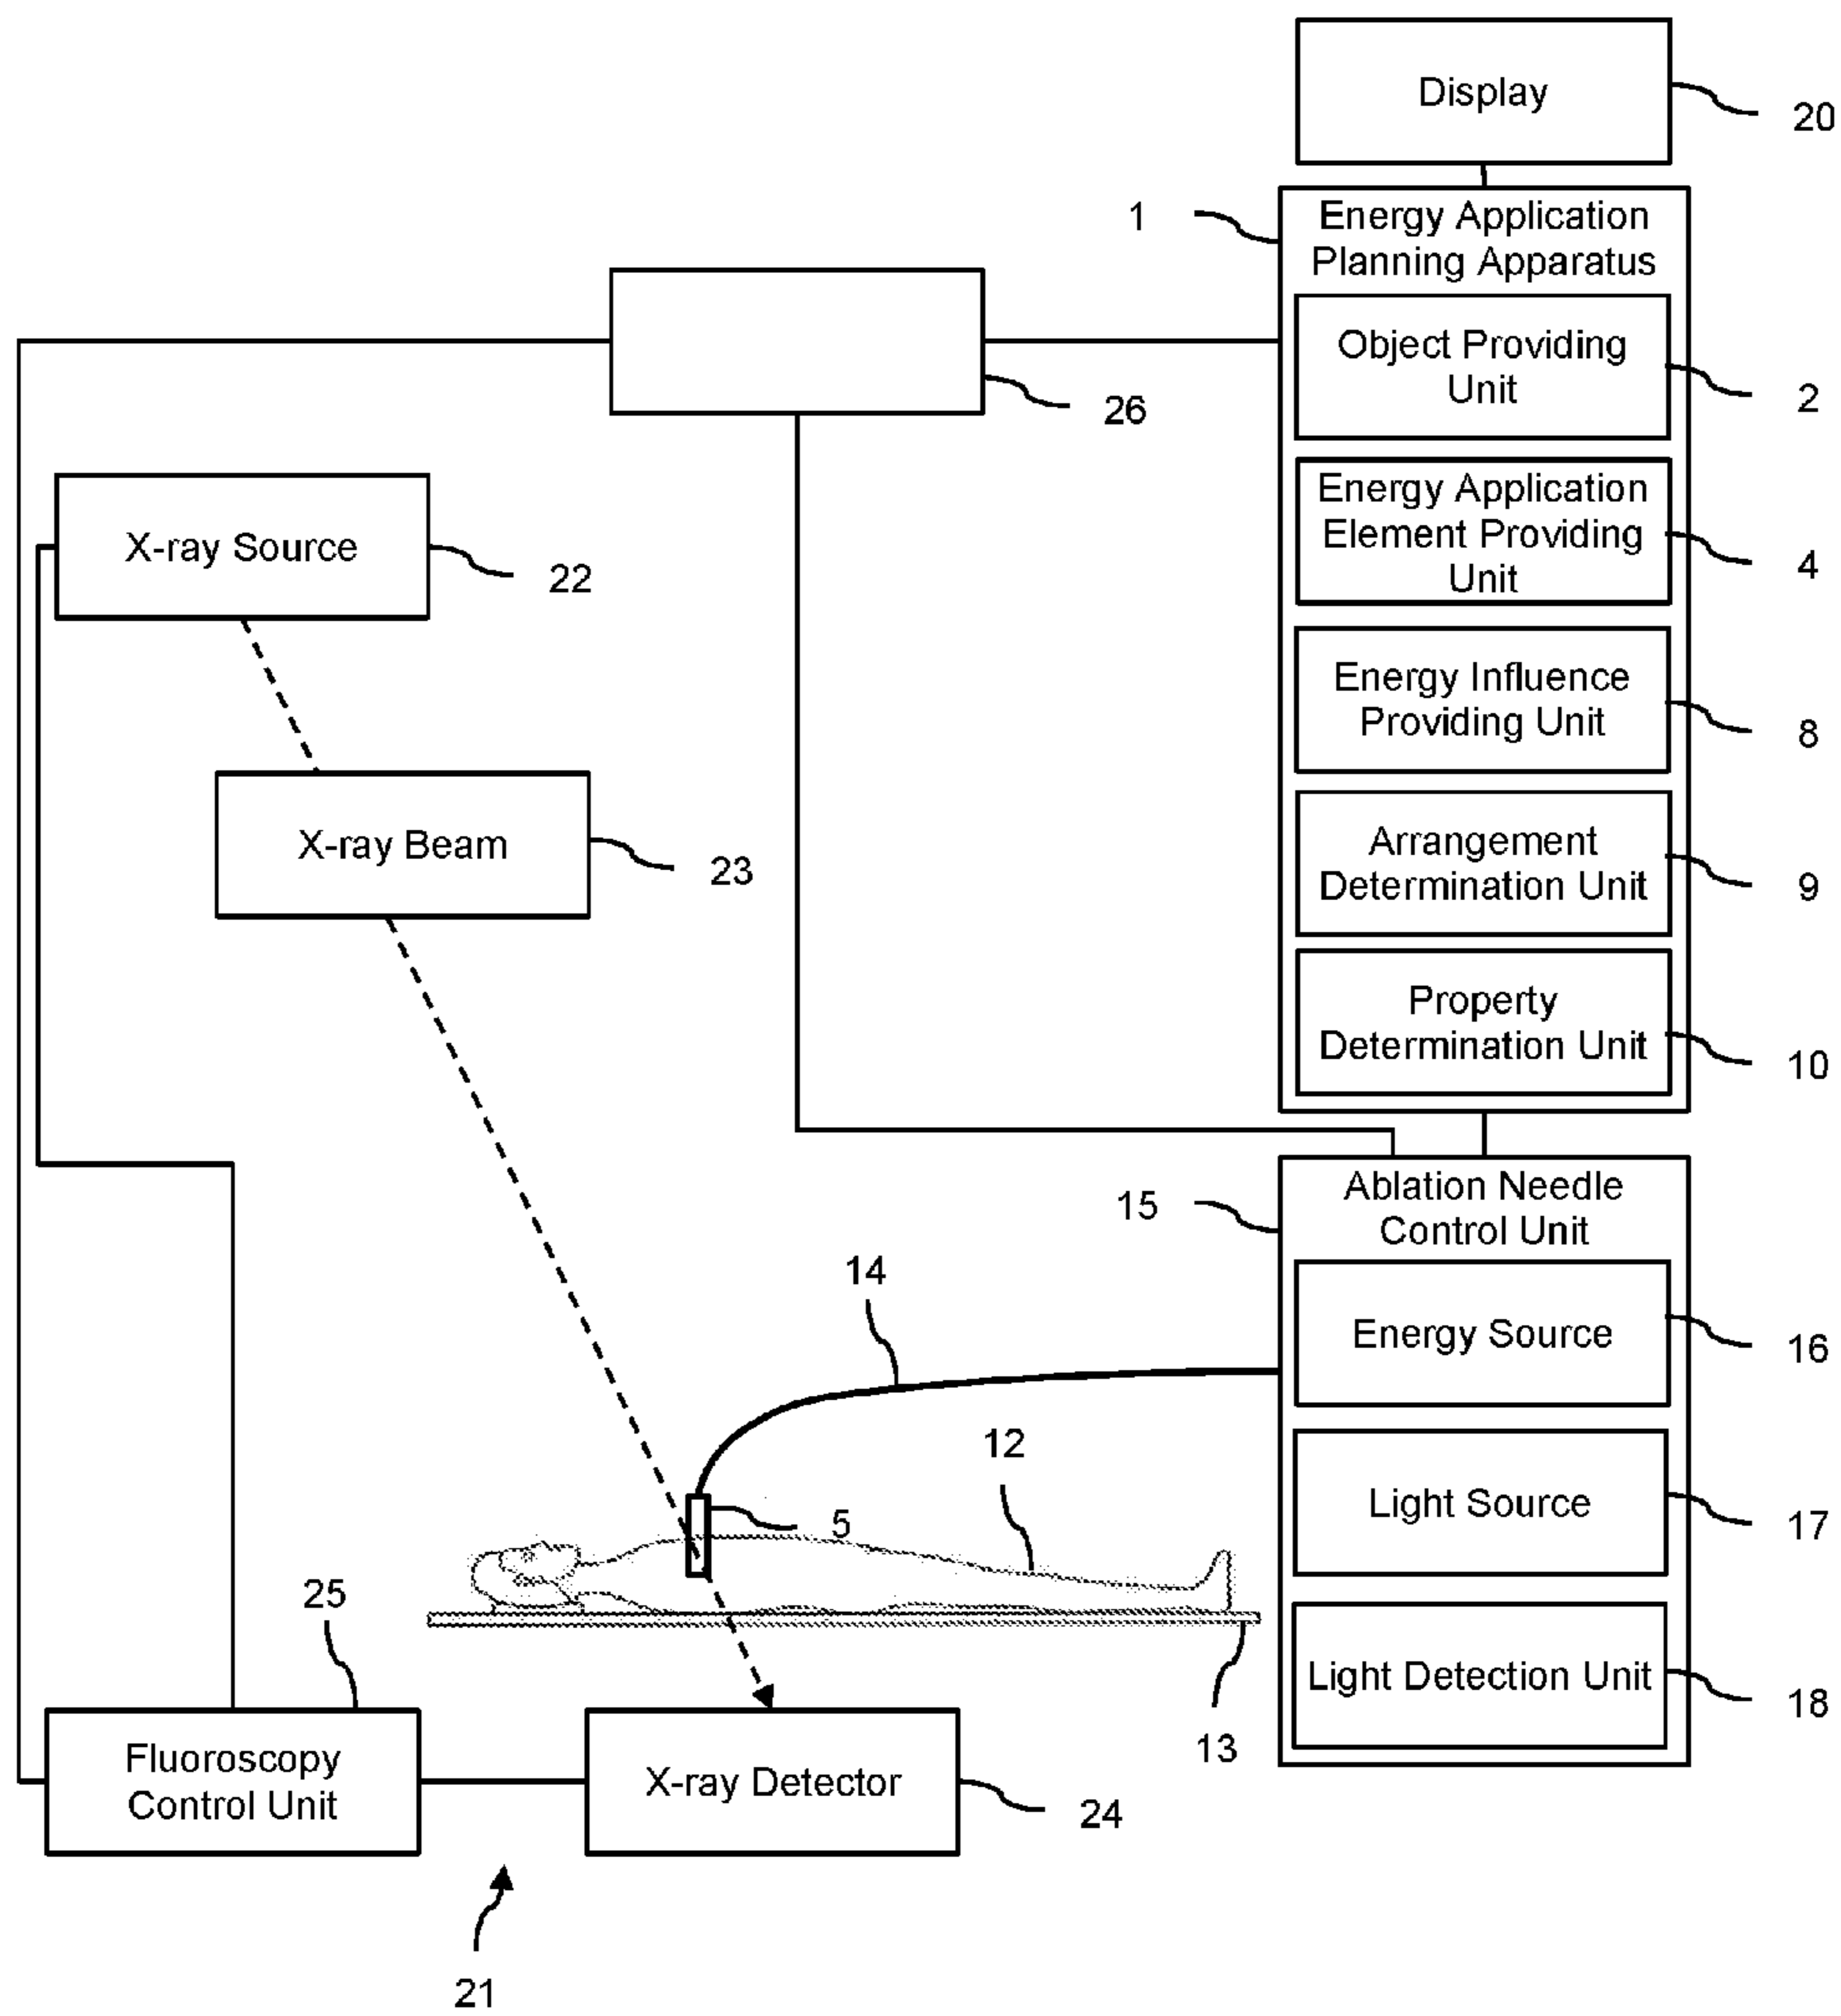 Display
20
1
Energy Application
Planning Apparatus
Object Providing
Unit
2
26
Energy Application
Element Providing
Unit
4
X-ray Source
22
Energy Influence
Providing Unit
8
X-ray Beam
23
Arrangement
Determination Unit
9
Property
Determination Unit
10
15
Ablation Needle
Control Unit
14
Energy Source
16
12
Light Source
17
5
25
Light Detection Unit
18
13
Fluoroscopy
Control Unit
X-ray Detector
24
21